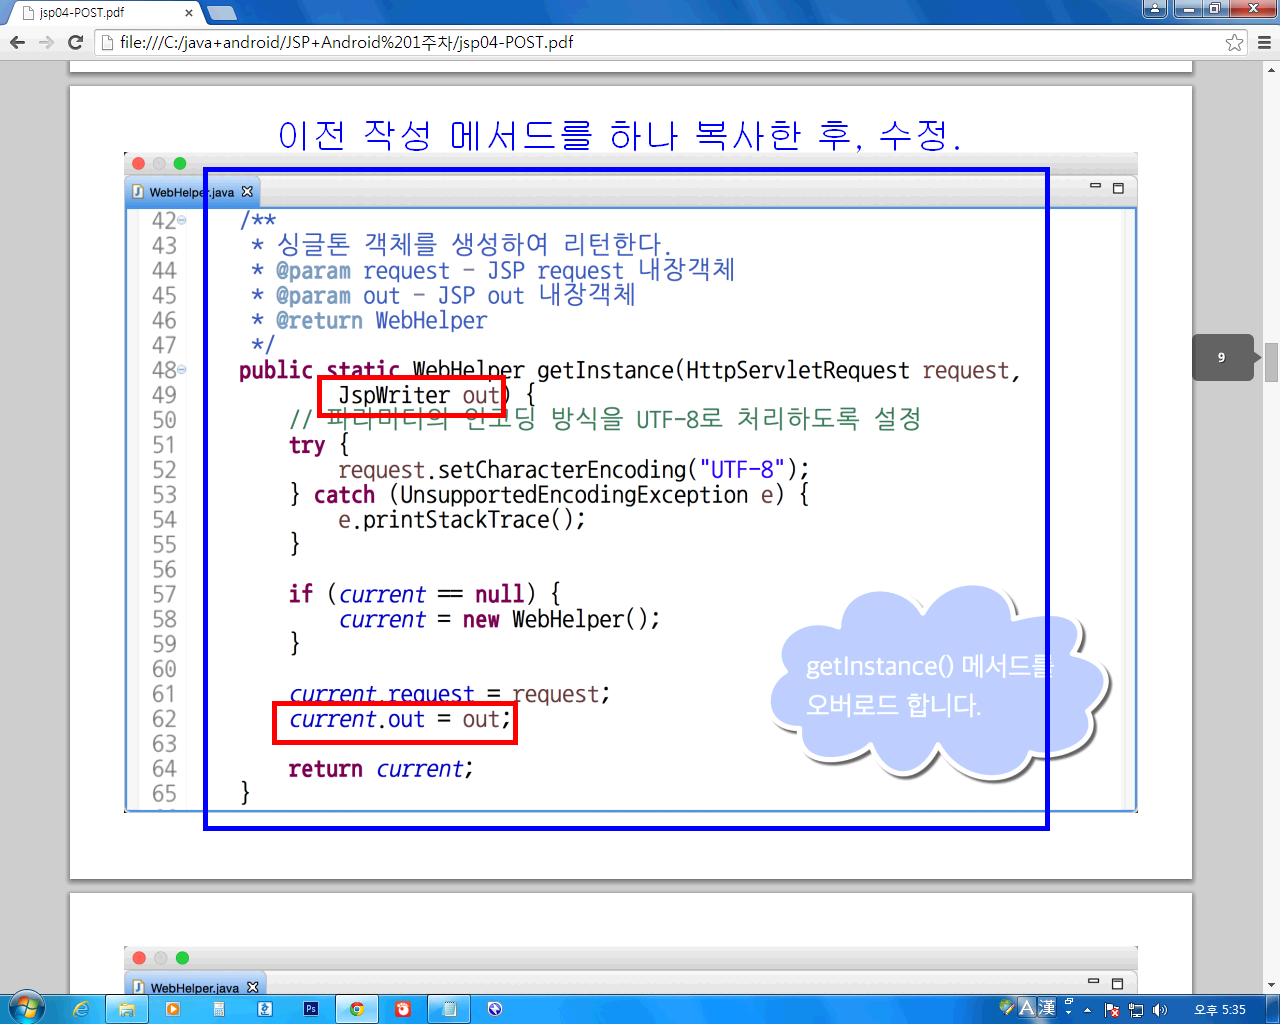 jsp04-POST.pdf
file:///C:/java+android/JSP+Android%201주차/jsp04-POST.pdf
이전 작성 메서드를 하나 복사한 후, 수정.
WebHelper.java
42 /**
43 * 싱글톤 객체를 생성하여 리턴한다.
44 * @param request - JSP request 내장객체
45 * @param out - JSP out 내장객체
46 * @return WebHelper
47 */
48 public static WebHelper getInstance(HttpServletRequest request,
49 JspWriter out) {
50 // 파라미터의 인코딩 방식을 UTF-8로 처리하도록 설정
51 try {
52 request.setCharacterEncoding("UTF-8");
53 } catch (UnsupportedEncodingException e) {
54 e.printStackTrace();
55 }
56
57 if (current == null) {
58 current = new WebHelper();
59 }
60
61 current.request = request;
62 current.out = out;
63
64 return current;
65 }
getInstance() 메서드를
오버로드 합니다.
9
WebHelper.java
A 漢
오후 5:35